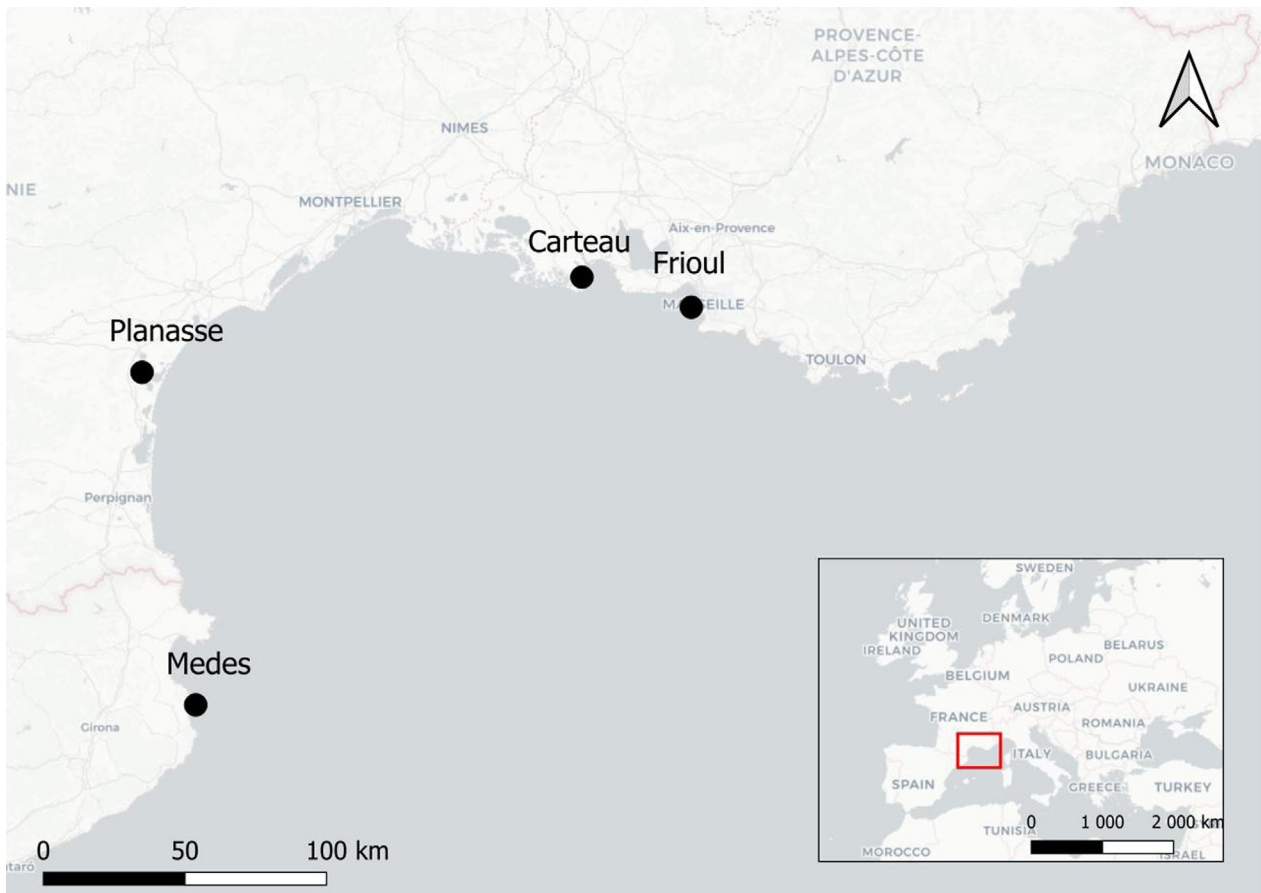 PROVENCE-
ALPES-CÔTE
D'AZUR
NIMES
MONACO
NIE
MONTPELLIER
Aix-en-Provence
Carteau
Frioul
MARSEILLE
Planasse
TOULON
Perpignan
Medes
Girona
0 50 100 km
taró
SWEDEN
DENMARK
UNITED
KINGDOM
IRELAND
BELARUS
POLAND
BELGIUM
UKRAINE
AUSTRIA
FRANCE
ROMANIA
ITALY
BULGARIA
SPAIN
GREECE
TURKEY
0 1 000 2 000 km
TUNISIA
MOROCCO
ISRAEL